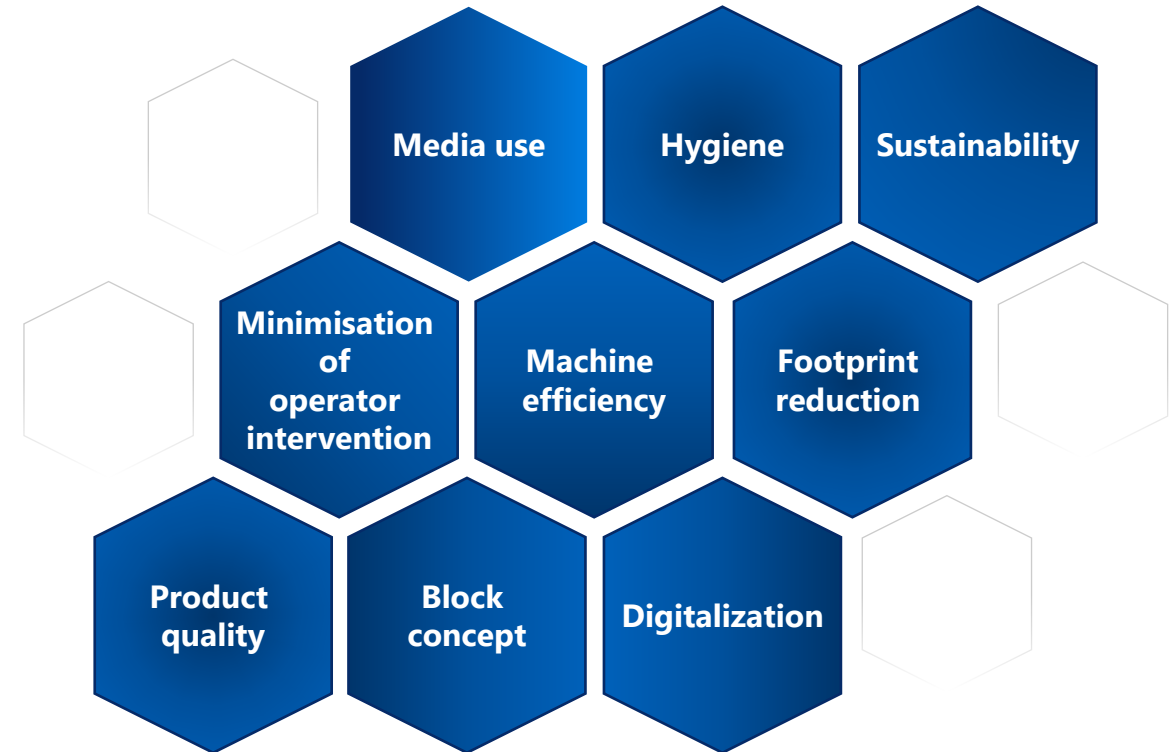 Media use
Hygiene
Sustainability
Minimisation
of
operator
intervention
Machine
efficiency
Footprint
reduction
Product
quality
Block
concept
Digitalization